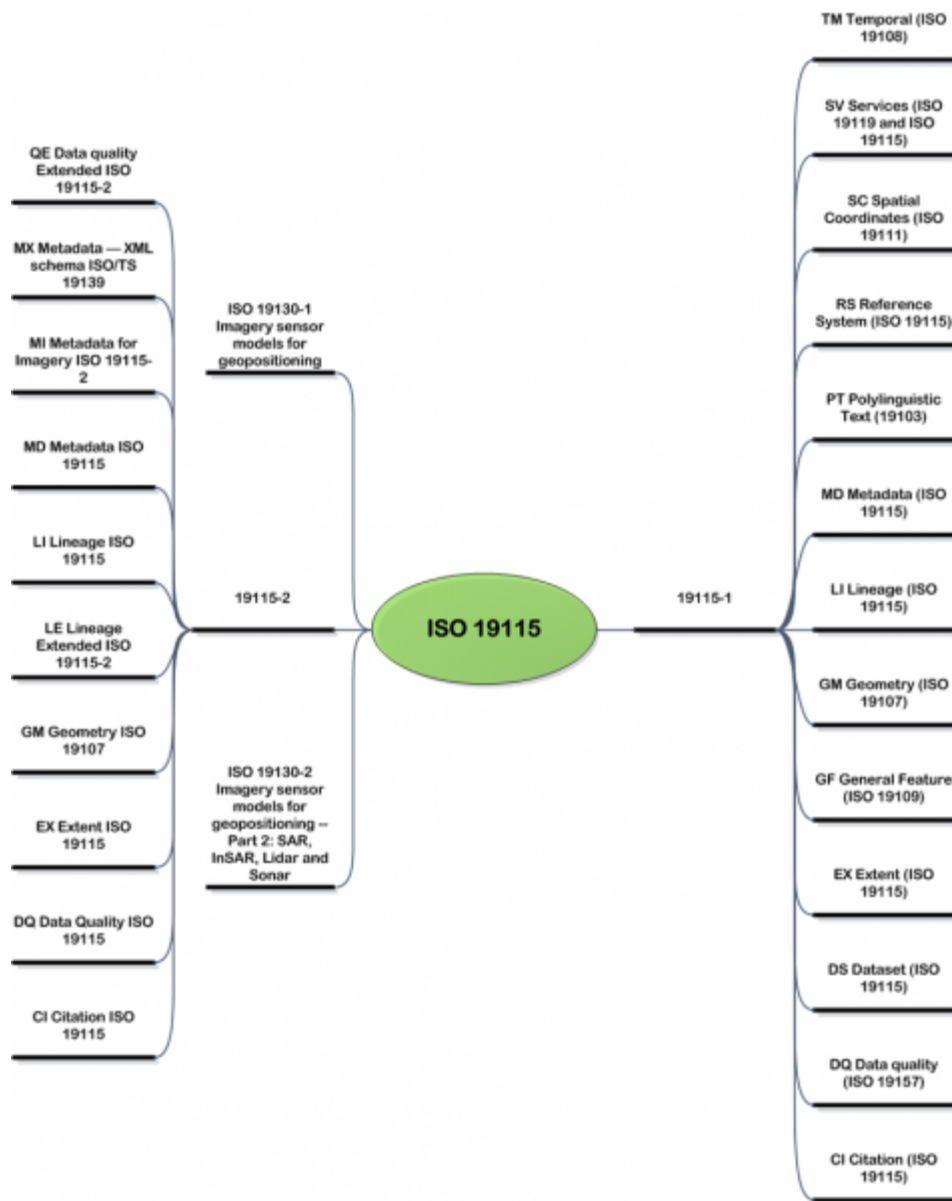 QE Data quality
Extended ISO
19115-2
MX Metadata — XML
schema ISO/TS
19139
MI Metadata for
Imagery ISO 19115-
2
MD Metadata ISO
19115
LI Lineage ISO
19115
LE Lineage
Extended ISO
19115-2
GM Geometry ISO
19107
EX Extent ISO
19115
DQ Data Quality ISO
19115
CI Citation ISO
19115
ISO 19130-1
Imagery sensor
models for
geopositioning
19115-2
ISO 19130-2
Imagery sensor
models for
geopositioning --
Part 2: SAR,
InSAR, Lidar and
Sonar
ISO 19115
19115-1
TM Temporal (ISO
19108)
SV Services (ISO
19119 and ISO
19115)
SC Spatial
Coordinates (ISO
19111)
RS Reference
System (ISO 19115)
PT Polylinguistic
Text (19103)
MD Metadata (ISO
19115)
LI Lineage (ISO
19115)
GM Geometry (ISO
19107)
GF General Feature
(ISO 19109)
EX Extent (ISO
19115)
DS Dataset (ISO
19115)
DQ Data quality
(ISO 19157)
CI Citation (ISO
19115)